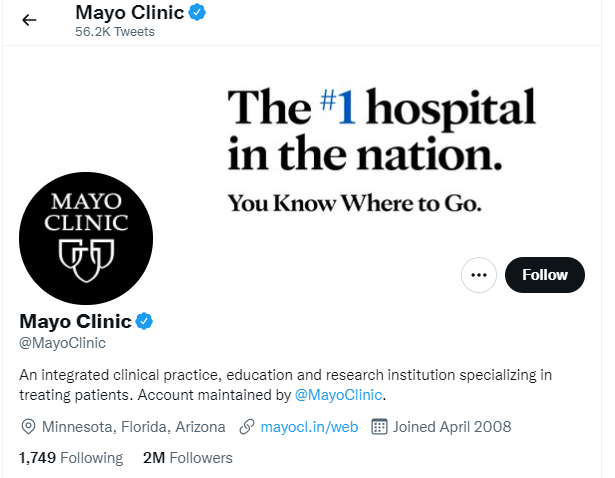 Mayo Clinic
56.2K Tweets
The #1 hospital
in the nation.
You Know Where to Go.
MAYO
CLINIC
Follow
Mayo Clinic
@MayoClinic
An integrated clinical practice, education and research institution specializing in
treating patients. Account maintained by @MayoClinic.
Minnesota, Florida, Arizona mayocl.in/web Joined April 2008
1,749 Following 2M Followers